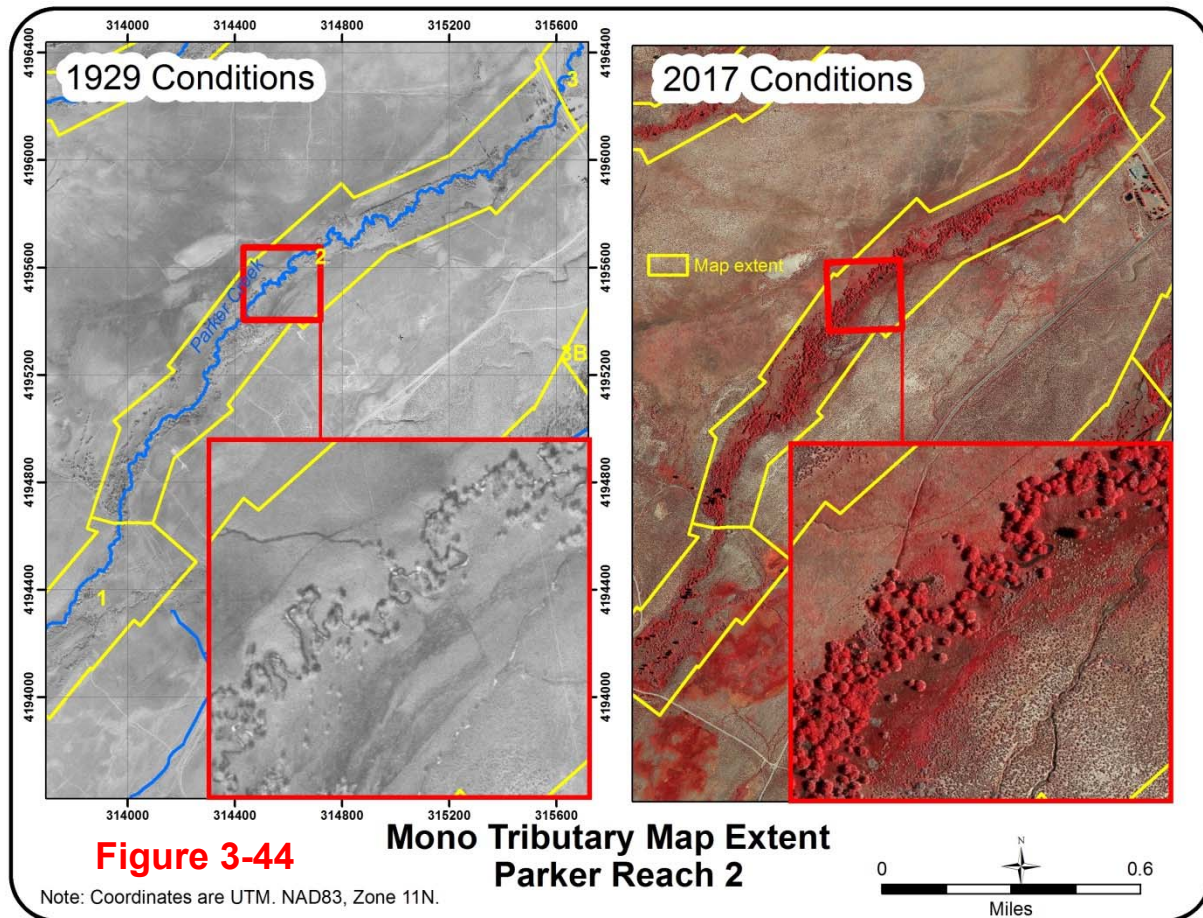 314000 314400 314800 315200 315600
1929 Conditions
2017 Conditions
4196400
4196000
4195600
4195200
4194800
4194400
4194000
4196400
4196000
4195600
4195200
4194800
4194400
4194000
3
2
Parker Creek
3B
1
Map extent
314000 314400 314800 315200 315600
Figure 3-44
Mono Tributary Map Extent
Parker Reach 2
Note: Coordinates are UTM. NAD83, Zone 11N.
N
0 0.6
Miles